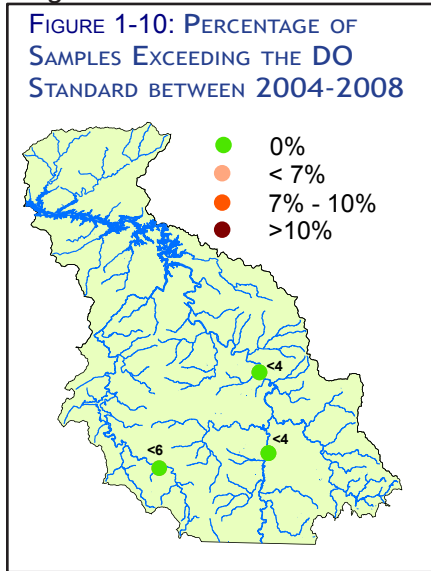 FIGURE 1-10: PERCENTAGE OF
SAMPLES EXCEEDING THE DO
STANDARD BETWEEN 2004-2008
0%
< 7%
7% - 10%
>10%
<4
<4
<6